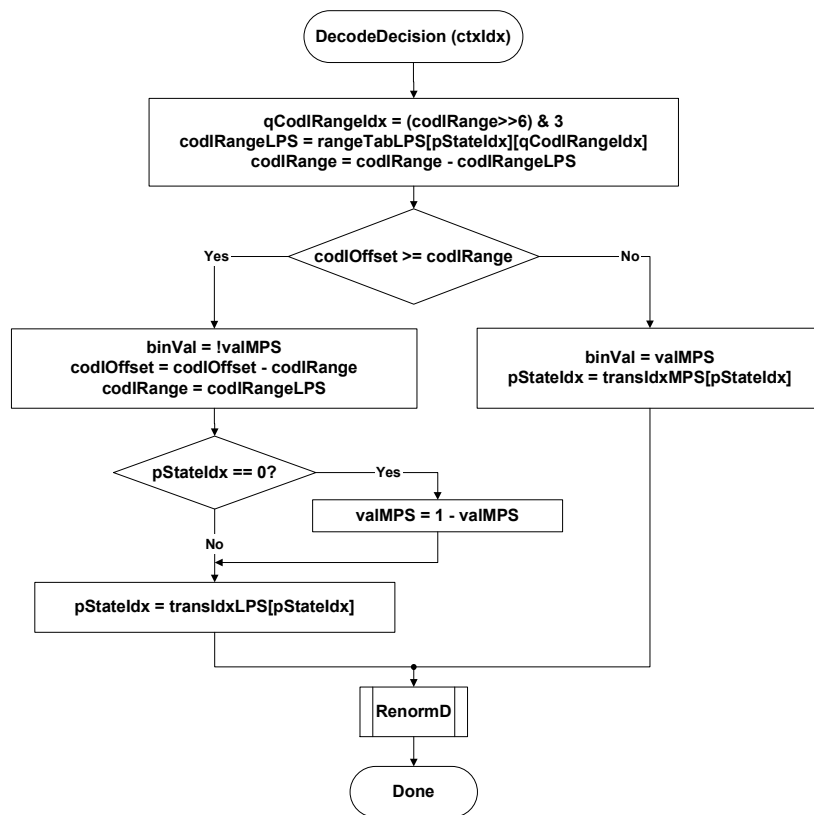 DecodeDecision (ctxIdx)
qCodIRangeIdx = (codIRange>>6) & 3
codIRangeLPS = rangeTabLPS[pStateIdx][qCodIRangeIdx]
codIRange = codIRange - codIRangeLPS
codIOffset >= codIRange
Yes
No
binVal = !valMPS
codIOffset = codIOffset - codIRange
codIRange = codIRangeLPS
binVal = valMPS
pStateIdx = transIdxMPS[pStateIdx]
pStateIdx == 0?
Yes
valMPS = 1 - valMPS
No
pStateIdx = transIdxLPS[pStateIdx]
RenormD
Done